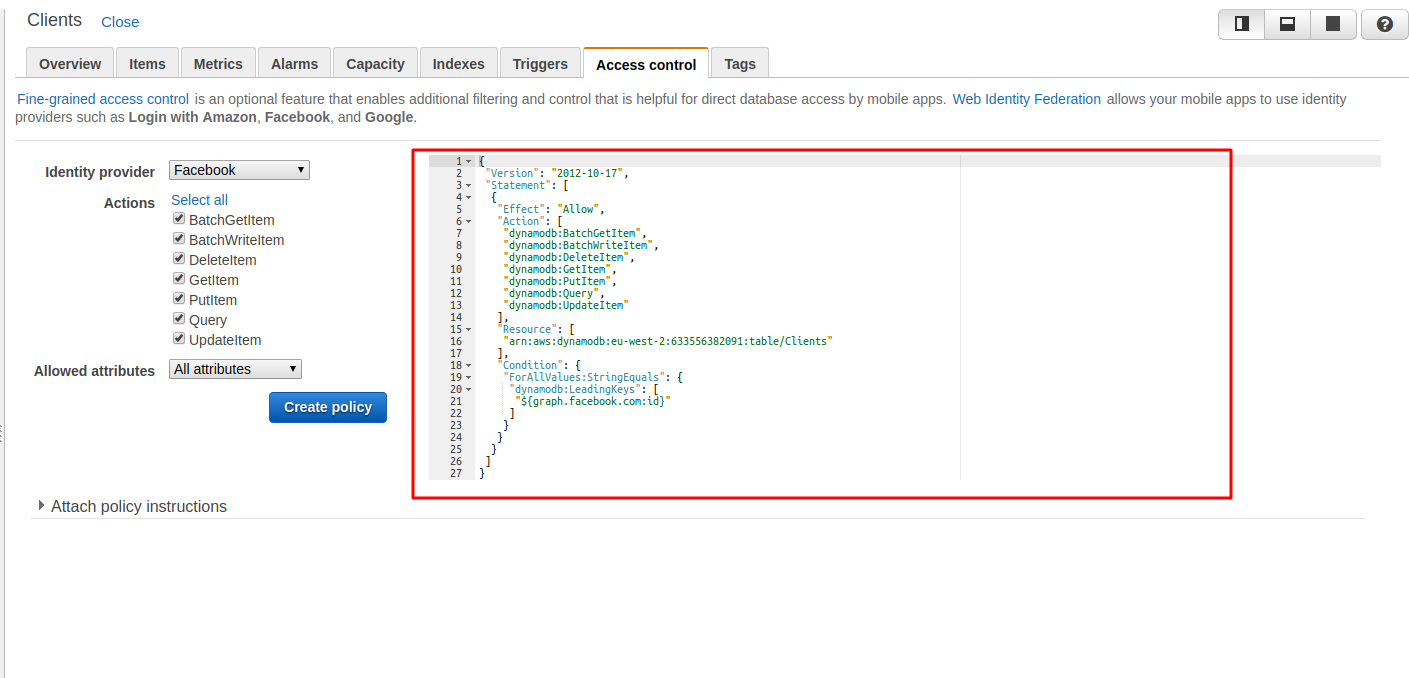 Clients Close
Overview Items Metrics Alarms Capacity Indexes Triggers Access control Tags
Fine-grained access control is an optional feature that enables additional filtering and control that is helpful for direct database access by mobile apps. Web Identity Federation allows your mobile apps to use identity
providers such as Login with Amazon, Facebook, and Google.
Identity provider Facebook
Actions Select all
BatchGetItem
BatchWriteItem
DeleteItem
GetItem
PutItem
Query
UpdateItem
Allowed attributes All attributes
Create policy
1 {
2 "Version": "2012-10-17",
3 "Statement": [
4 {
5 "Effect": "Allow",
6 "Action": [
7 "dynamodb:BatchGetItem",
8 "dynamodb:BatchWriteItem",
9 "dynamodb:DeleteItem",
10 "dynamodb:GetItem",
11 "dynamodb:PutItem",
12 "dynamodb:Query",
13 "dynamodb:UpdateItem"
14 ],
15 "Resource": [
16 "arn:aws:dynamodb:eu-west-2:633556382091:table/Clients"
17 ],
18 "Condition": {
19 "ForAllValues:StringEquals": {
20 "dynamodb:LeadingKeys": [
21 "${graph.facebook.com:id}"
22 ]
23 }
24 }
25 }
26 ]
27 }
Attach policy instructions